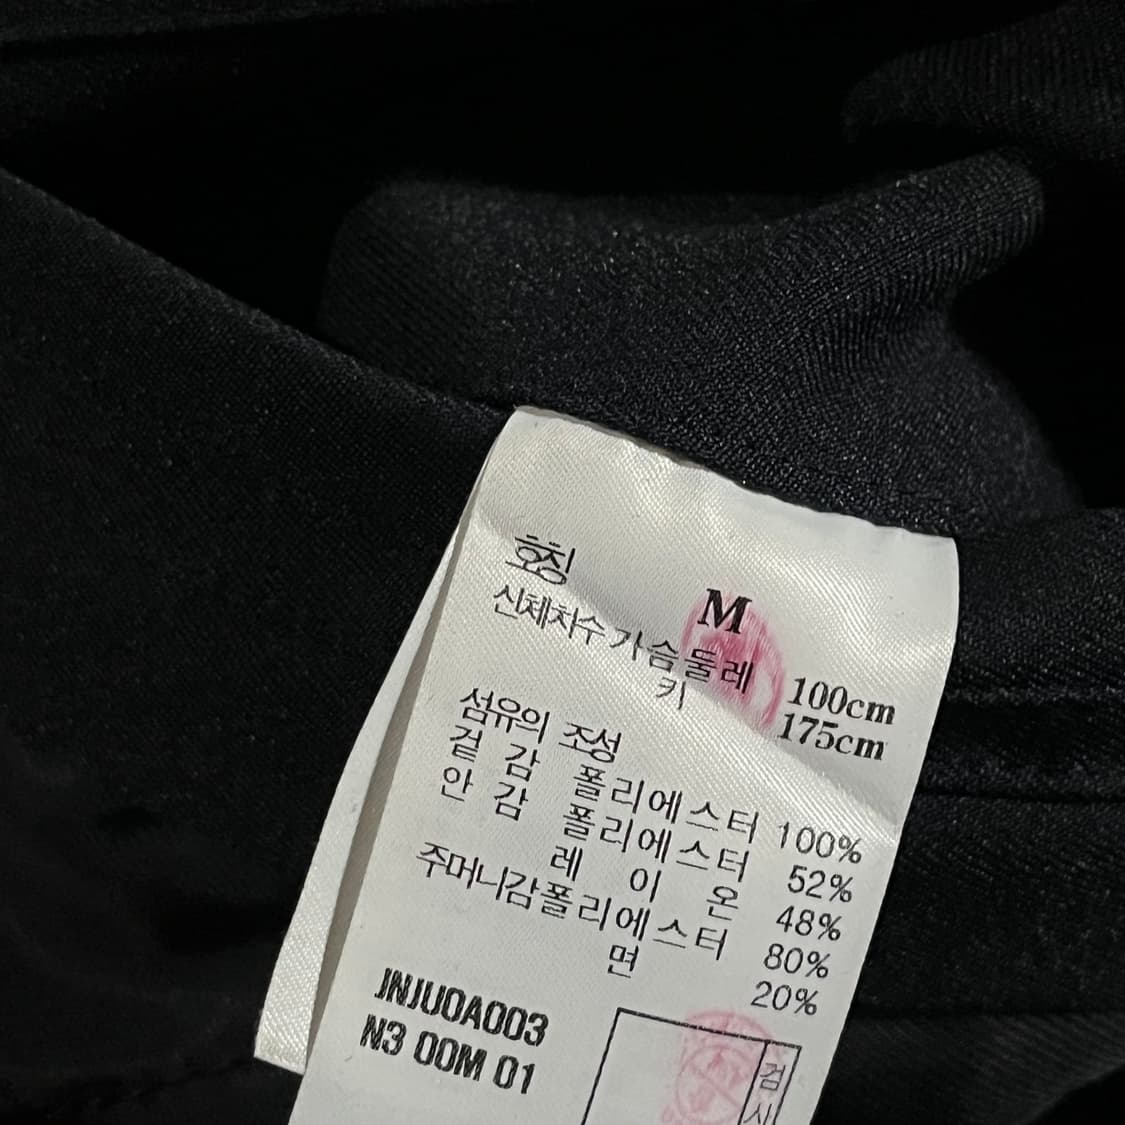 호칭 M
신체치수 가슴둘레 100cm
키 175cm
섬유의 조성
겉감 폴리에스터 100%
안감 폴리에스터 52%
레이온 48%
주머니감 폴리에스터 80%
면 20%
JNJU0A003
N3 00M 01
검사